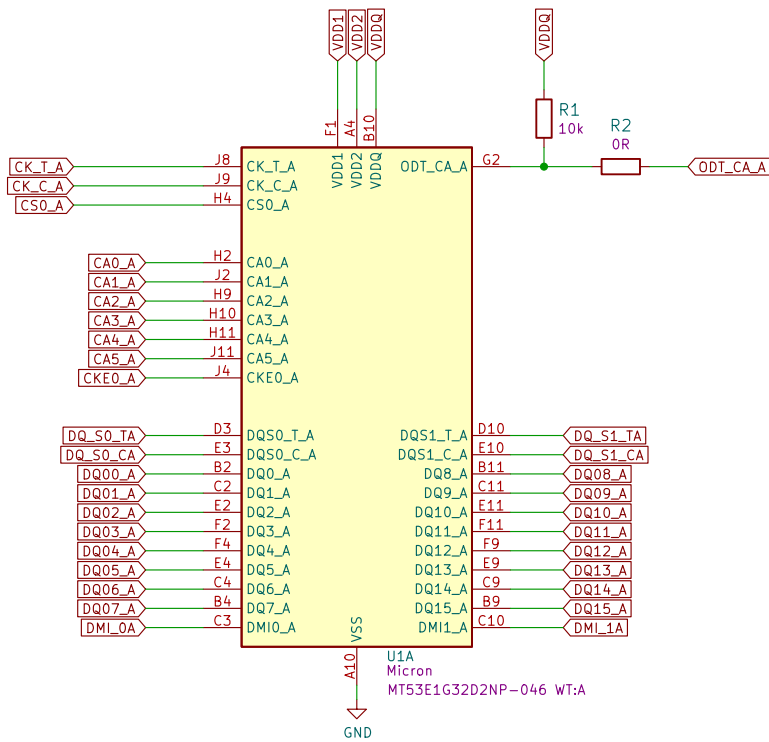 VDD1 VDD2 VDDQ VDDQ
F1 A4 B10 R1
10k
R2
0R
CK_T_A J8 CK_T_A VDD1 VDD2 VDDQ ODT_CA_A G2 ODT_CA_A
CK_C_A J9 CK_C_A
CS0_A H4 CS0_A
CA0_A H2 CA0_A
CA1_A J2 CA1_A
CA2_A H9 CA2_A
CA3_A H10 CA3_A
CA4_A H11 CA4_A
CA5_A J11 CA5_A
CKE0_A J4 CKE0_A
DQ_S0_TA D3 DQS0_T_A DQS1_T_A D10 DQ_S1_TA
DQ_S0_CA E3 DQS0_C_A DQS1_C_A E10 DQ_S1_CA
DQ00_A B2 DQ0_A DQ8_A B11 DQ08_A
DQ01_A C2 DQ1_A DQ9_A C11 DQ09_A
DQ02_A E2 DQ2_A DQ10_A E11 DQ10_A
DQ03_A F2 DQ3_A DQ11_A F11 DQ11_A
DQ04_A F4 DQ4_A DQ12_A F9 DQ12_A
DQ05_A E4 DQ5_A DQ13_A E9 DQ13_A
DQ06_A C4 DQ6_A DQ14_A C9 DQ14_A
DQ07_A B4 DQ7_A DQ15_A B9 DQ15_A
DMI_0A C3 DMI0_A VSS DMI1_A C10 DMI_1A
A10 U1A
Micron
MT53E1G32D2NP-046 WT:A
GND